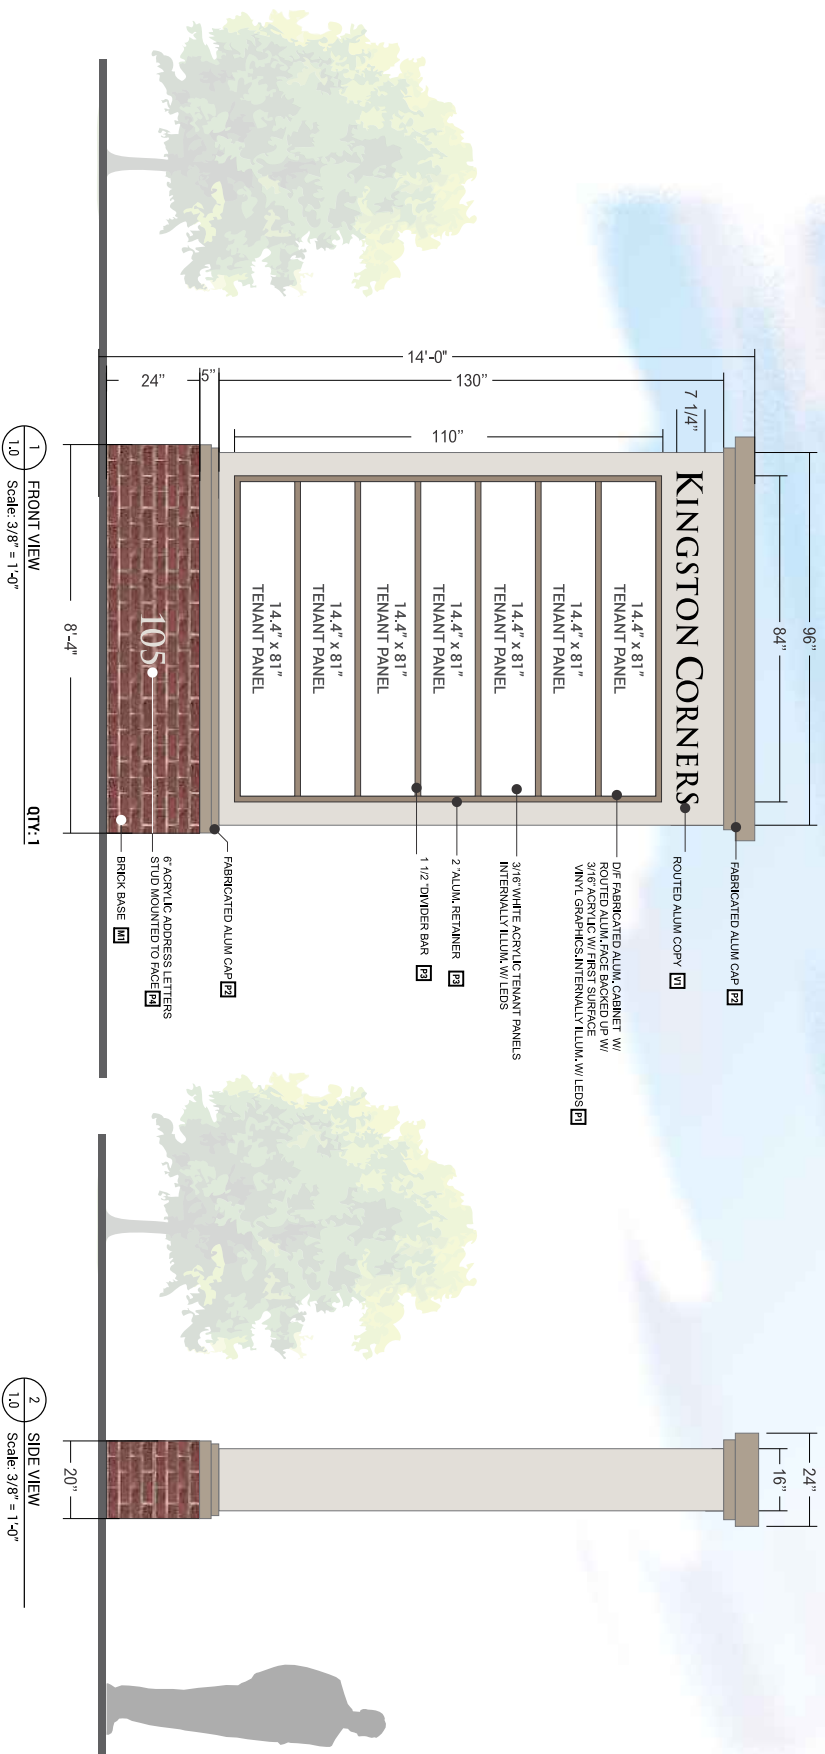 96"
84"
14'-0"
130"
7 1/4"
110"
5"
24"
KINGSTON CORNERS
14.4" x 81"
TENANT PANEL
14.4" x 81"
TENANT PANEL
14.4" x 81"
TENANT PANEL
14.4" x 81"
TENANT PANEL
14.4" x 81"
TENANT PANEL
14.4" x 81"
TENANT PANEL
14.4" x 81"
TENANT PANEL
105
FABRICATED ALUM CAP P2
ROUTED ALUM COPY V1
D/F FABRICATED ALUM. CABINET W/
ROUTED ALUM. FACE BACKED UP W/
3/16" ACRYLIC W/ FIRST SURFACE
VINYL GRAPHICS. INTERNALLY ILLUM. W/ LEDS P1
3/16" WHITE ACRYLIC TENANT PANELS
INTERNALLY ILLUM. W/ LEDS
2" ALUM. RETAINER P3
1 1/2" DIVIDER BAR P3
FABRICATED ALUM CAP P2
6" ACRYLIC ADDRESS LETTERS
STUD MOUNTED TO FACE P4
BRICK BASE M1
8'-4"
1
1.0
FRONT VIEW
Scale: 3/8" = 1'-0"
QTY: 1
24"
16"
20"
2
1.0
SIDE VIEW
Scale: 3/8" = 1'-0"